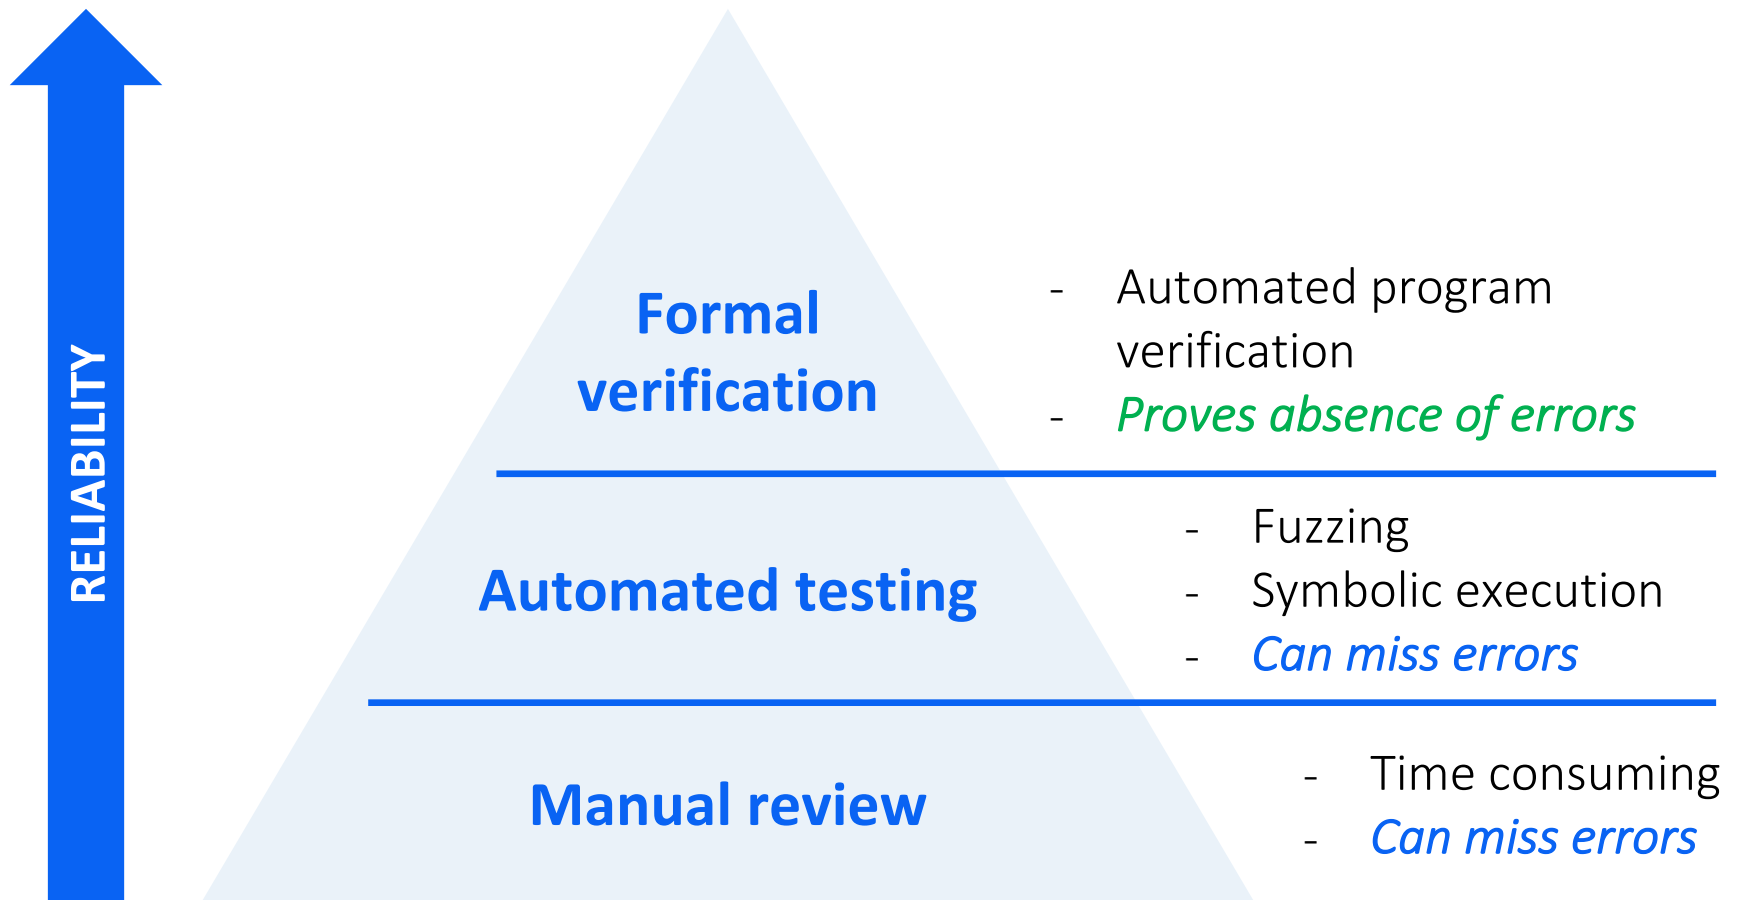 RELIABILITY
Formal
verification
- Automated program
verification
- Proves absence of errors
Automated testing
- Fuzzing
- Symbolic execution
- Can miss errors
Manual review
- Time consuming
- Can miss errors